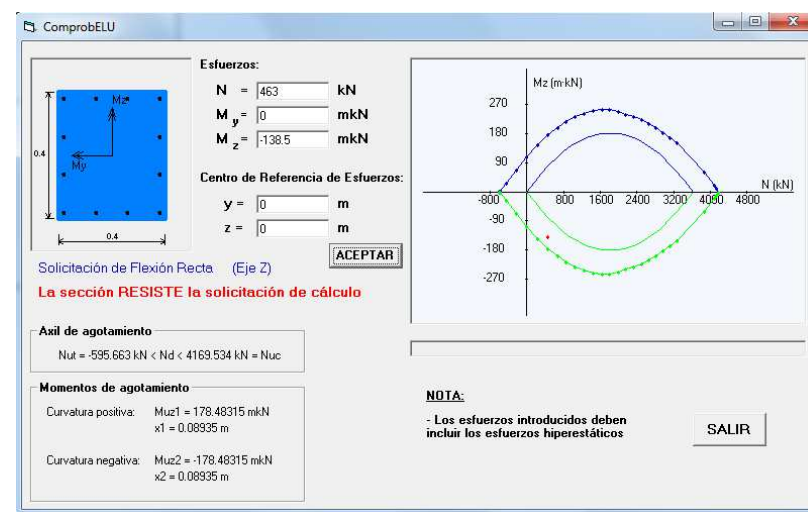 ComprobELU
Esfuerzos:
N = 463 kN
My= 0 mkN
Mz= -138.5 mkN
Centro de Referencia de Esfuerzos:
y = 0 m
z = 0 m
ACEPTAR
Mz
My
0.4
0.4
Solicitación de Flexión Recta (Eje Z)
La sección RESISTE la solicitación de cálculo
Axil de agotamiento
Nut = -595.663 kN < Nd < 4169.534 kN = Nuc
Momentos de agotamiento
Curvatura positiva: Muz1 = 178.48315 mkN
x1 = 0.08935 m
Curvatura negativa: Muz2 = -178.48315 mkN
x2 = 0.08935 m
Mz (m·kN)
270
180
90
N (kN)
-800 800 1600 2400 3200 4000 4800
-90
-180
-270
NOTA:
- Los esfuerzos introducidos deben
incluir los esfuerzos hiperestáticos
SALIR